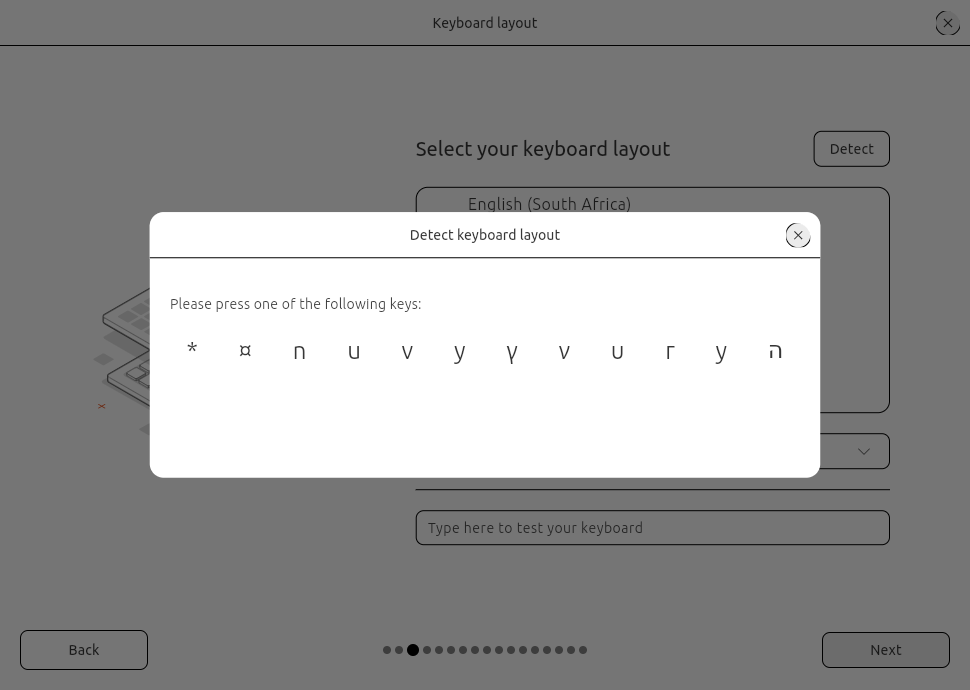 Keyboard layout
Select your keyboard layout
Detect
English (South Africa)
Detect keyboard layout
Please press one of the following keys:
* ¤ n u v y γ ν υ г у ה
Type here to test your keyboard
Back
Next